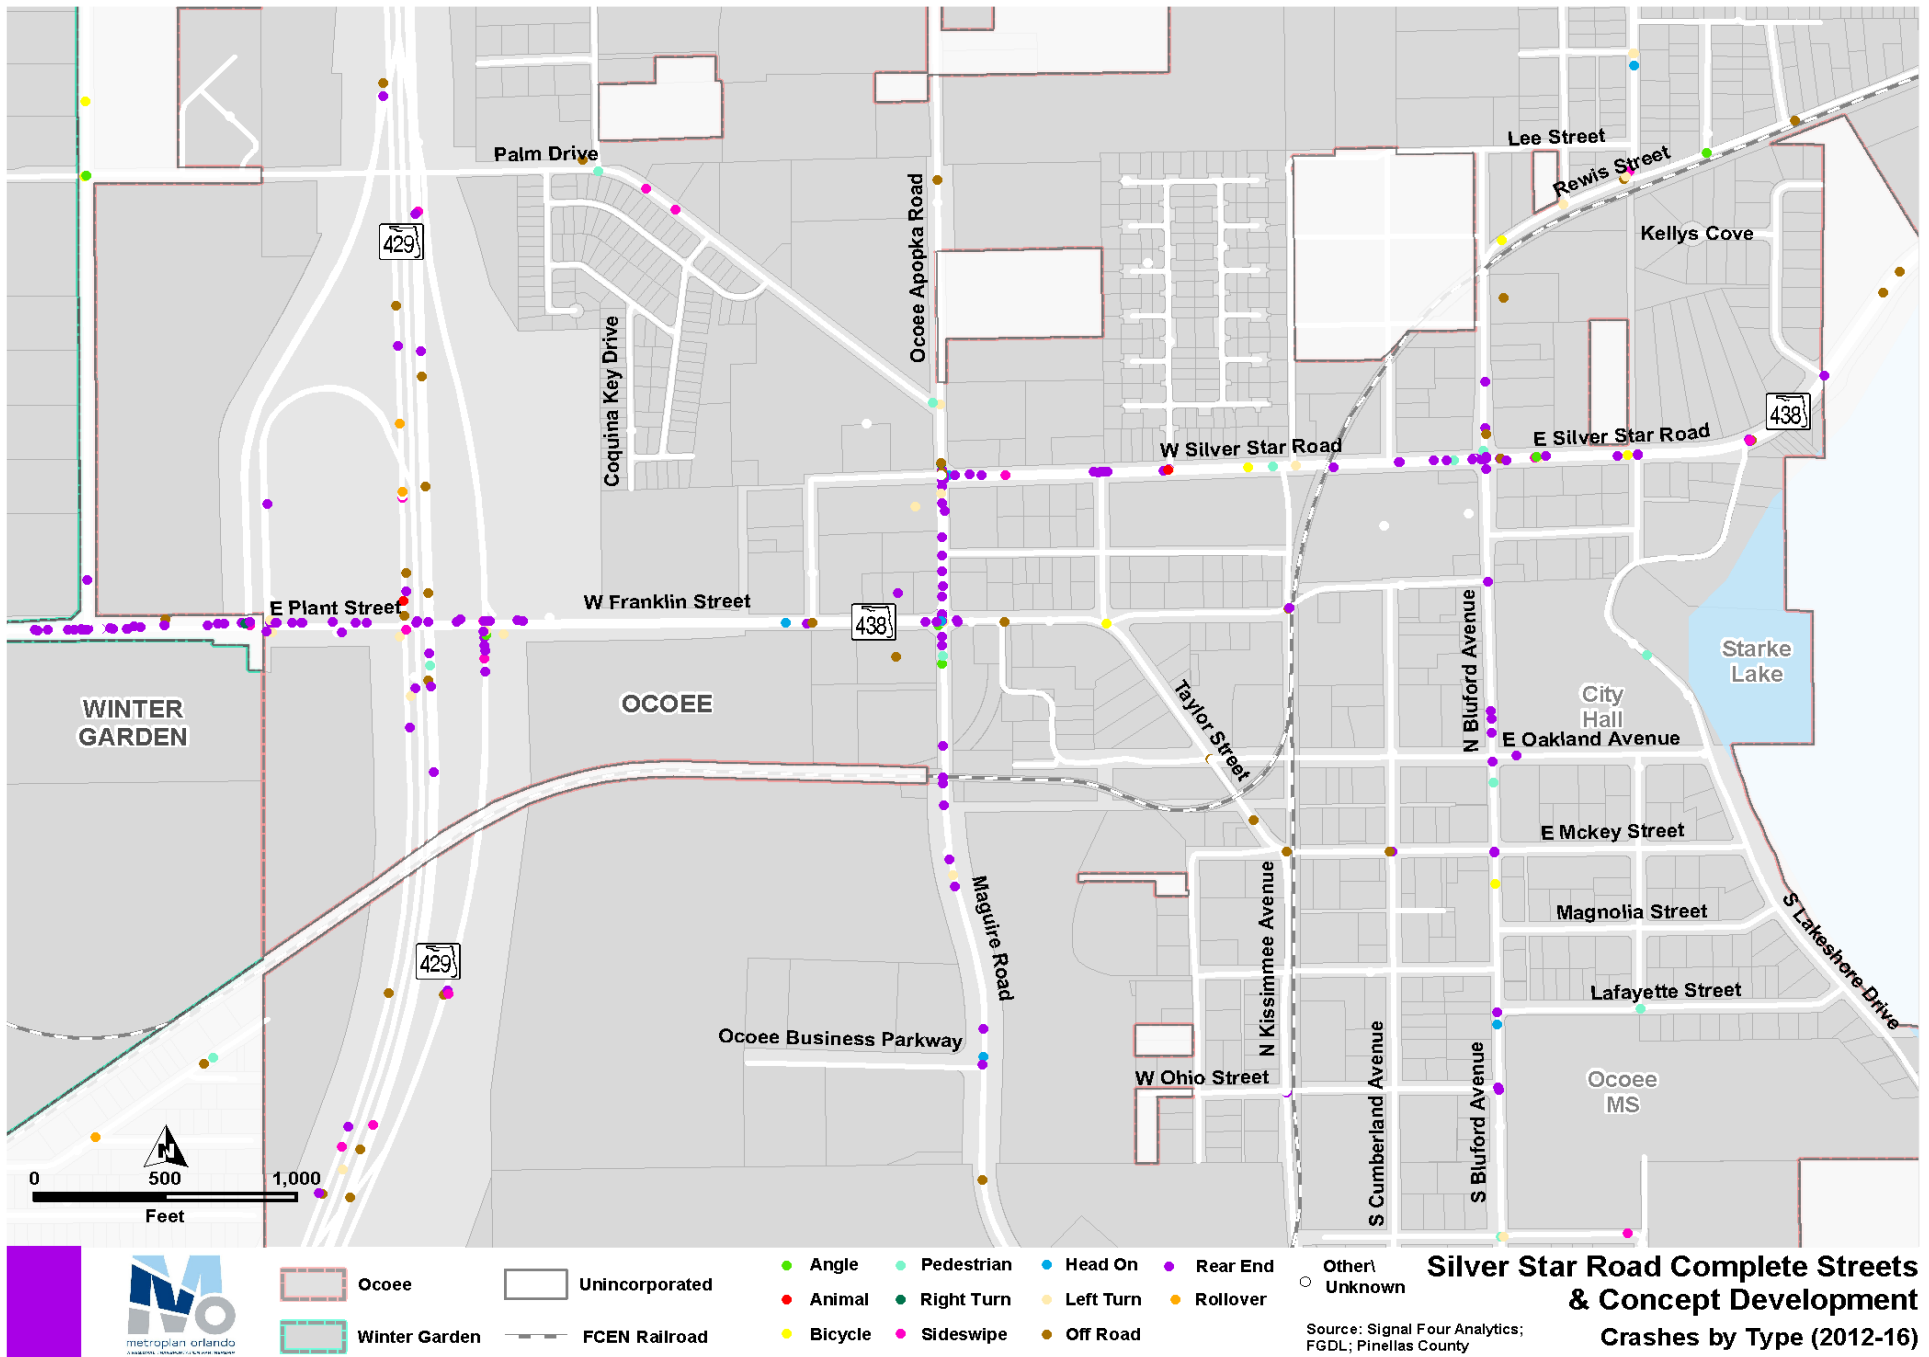 Palm Drive
Lee Street
Rewis Street
Kellys Cove
Ocoee Apopka Road
429
Coquina Key Drive
438
W Silver Star Road
E Silver Star Road
E Plant Street
W Franklin Street
438
N Bluford Avenue
Starke
Lake
WINTER
GARDEN
OCOEE
Taylor Street
City
Hall
E Oakland Avenue
E Mckey Street
Maguire Road
N Kissimmee Avenue
Magnolia Street
S Lakeshore Drive
429
Lafayette Street
Ocoee Business Parkway
W Ohio Street
S Cumberland Avenue
S Bluford Avenue
Ocoee
MS
N
0 500 1,000
Feet
metroplan orlando
Ocoee
Winter Garden
Unincorporated
FCEN Railroad
Angle
Animal
Bicycle
Pedestrian
Right Turn
Sideswipe
Head On
Left Turn
Off Road
Rear End
Rollover
Other\
Unknown
Source: Signal Four Analytics;
FGDL; Pinellas County
Silver Star Road Complete Streets
& Concept Development
Crashes by Type (2012-16)